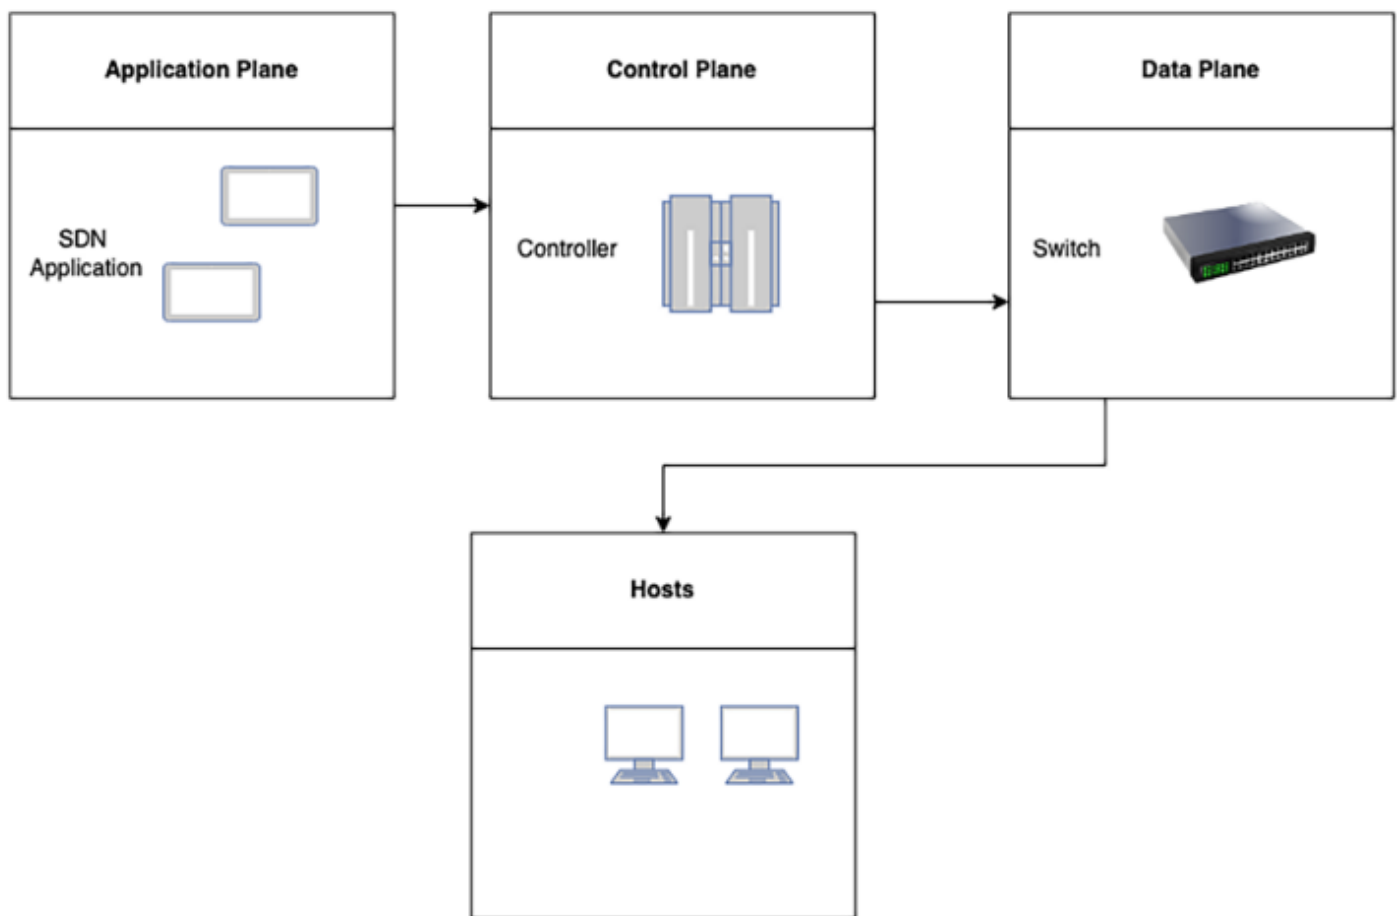 Application Plane
SDN
Application
Control Plane
Controller
Data Plane
Switch
Hosts